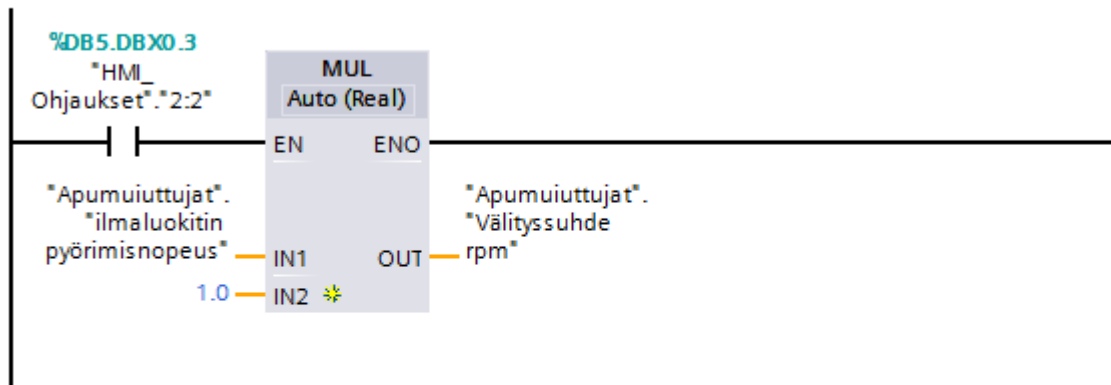 %DB5.DBX0.3
"HMI_
Ohjaukset"."2:2"
MUL
Auto (Real)
EN
ENO
"Apumuiuttujat".
"ilmaluokitin
pyörimisnopeus"
IN1
OUT
"Apumuiuttujat".
"Välityssuhde
rpm"
1.0
IN2